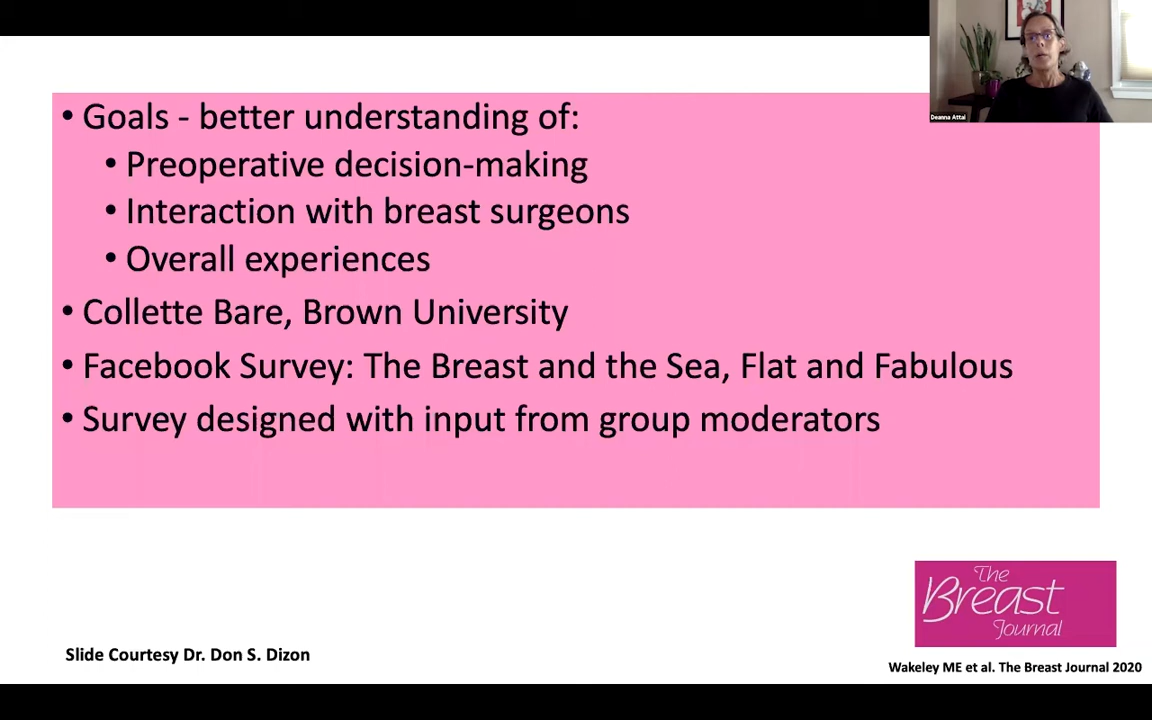 • Goals - better understanding of:
• Preoperative decision-making
• Interaction with breast surgeons
• Overall experiences
• Collette Bare, Brown University
• Facebook Survey: The Breast and the Sea, Flat and Fabulous
• Survey designed with input from group moderators
Deanna Attai
The
Breast
Journal
Slide Courtesy Dr. Don S. Dizon
Wakeley ME et al. The Breast Journal 2020